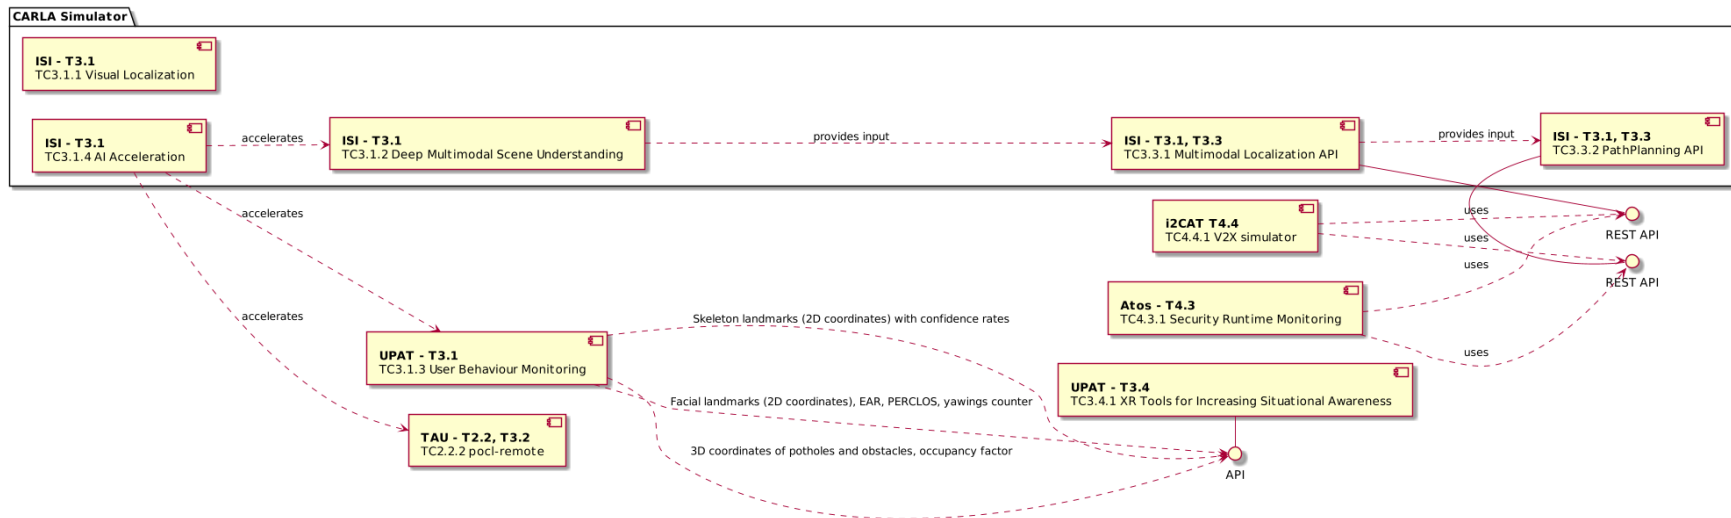 CARLA Simulator
ISI - T3.1
TC3.1.1 Visual Localization
ISI - T3.1
TC3.1.4 AI Acceleration
accelerates
ISI - T3.1
TC3.1.2 Deep Multimodal Scene Understanding
provides input
ISI - T3.1, T3.3
TC3.3.1 Multimodal Localization API
provides input
ISI - T3.1, T3.3
TC3.3.2 PathPlanning API
accelerates
i2CAT T4.4
TC4.4.1 V2X simulator
uses
REST API
uses
uses
REST API
Atos - T4.3
TC4.3.1 Security Runtime Monitoring
accelerates
Skeleton landmarks (2D coordinates) with confidence rates
uses
UPAT - T3.1
TC3.1.3 User Behaviour Monitoring
UPAT - T3.4
TC3.4.1 XR Tools for Increasing Situational Awareness
Facial landmarks (2D coordinates), EAR, PERCLOS, yawings counter
TAU - T2.2, T3.2
TC2.2.2 pocl-remote
3D coordinates of potholes and obstacles, occupancy factor
API